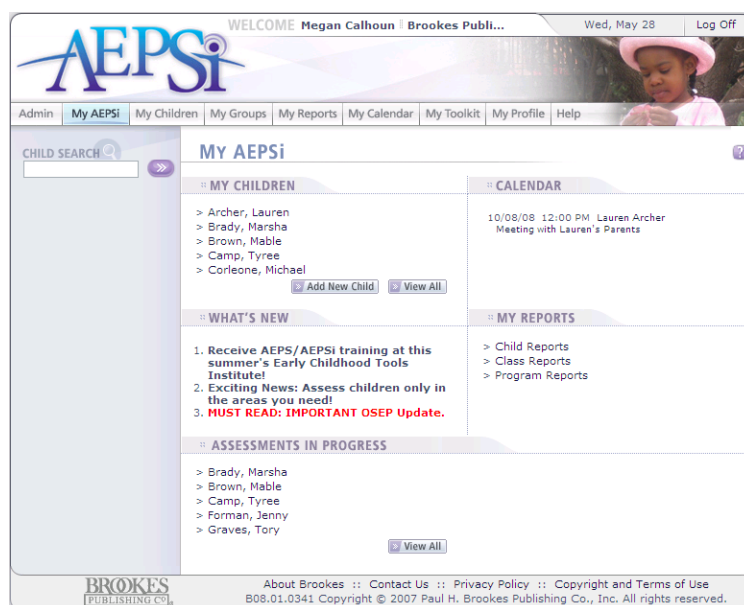 WELCOME Megan Calhoun Brookes Publi... Wed, May 28 Log Off
AEPSi
Admin My AEPSi My Children My Groups My Reports My Calendar My Toolkit My Profile Help
CHILD SEARCH
MY AEPSi
?
MY CHILDREN
> Archer, Lauren
> Brady, Marsha
> Brown, Mable
> Camp, Tyree
> Corleone, Michael
Add New Child View All
CALENDAR
10/08/08 12:00 PM Lauren Archer
Meeting with Lauren's Parents
WHAT'S NEW
1. Receive AEPS/AEPSi training at this
summer's Early Childhood Tools
Institute!
2. Exciting News: Assess children only in
the areas you need!
3. MUST READ: IMPORTANT OSEP Update.
MY REPORTS
> Child Reports
> Class Reports
> Program Reports
ASSESSMENTS IN PROGRESS
> Brady, Marsha
> Brown, Mable
> Camp, Tyree
> Forman, Jenny
> Graves, Tory
View All
BROOKES
PUBLISHING CO.
About Brookes :: Contact Us :: Privacy Policy :: Copyright and Terms of Use
B08.01.0341 Copyright © 2007 Paul H. Brookes Publishing Co., Inc. All rights reserved.